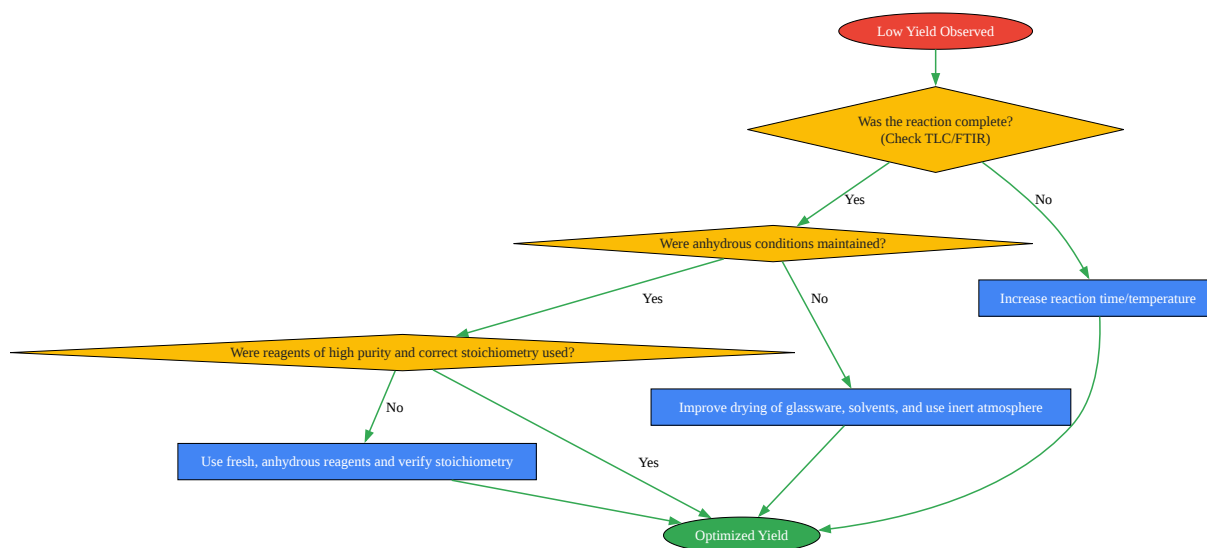 Low Yield Observed
Was the reaction complete?
(Check TLC/FTIR)
Yes
No
Were anhydrous conditions maintained?
Yes
No
Increase reaction time/temperature
Were reagents of high purity and correct stoichiometry used?
No
Improve drying of glassware, solvents, and use inert atmosphere
Use fresh, anhydrous reagents and verify stoichiometry
Yes
Optimized Yield